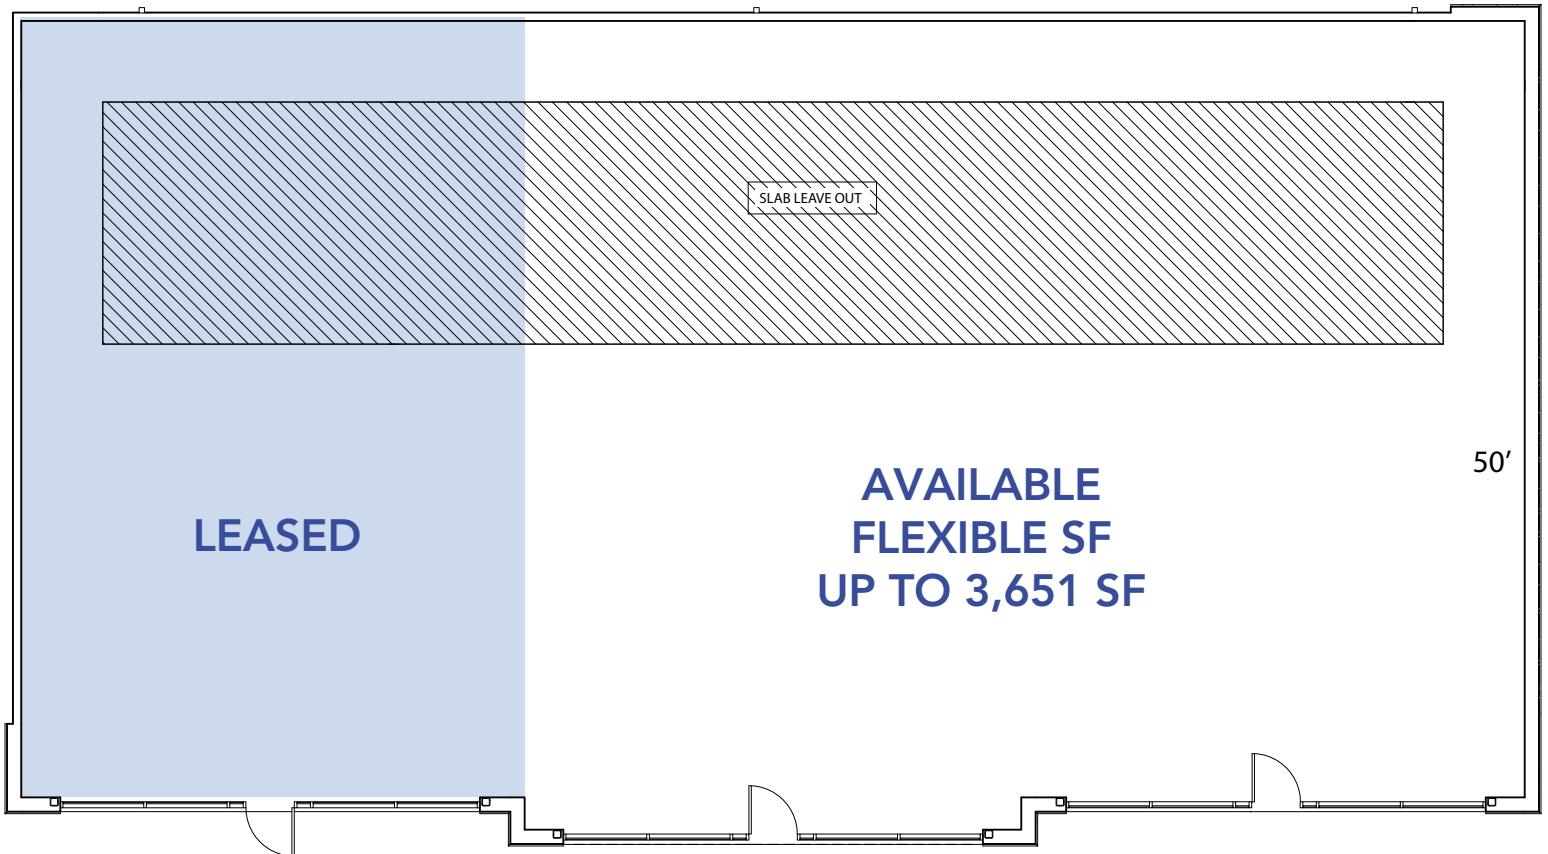 SLAB LEAVE OUT
50’
LEASED
AVAILABLE
FLEXIBLE SF
UP TO 3,651 SF